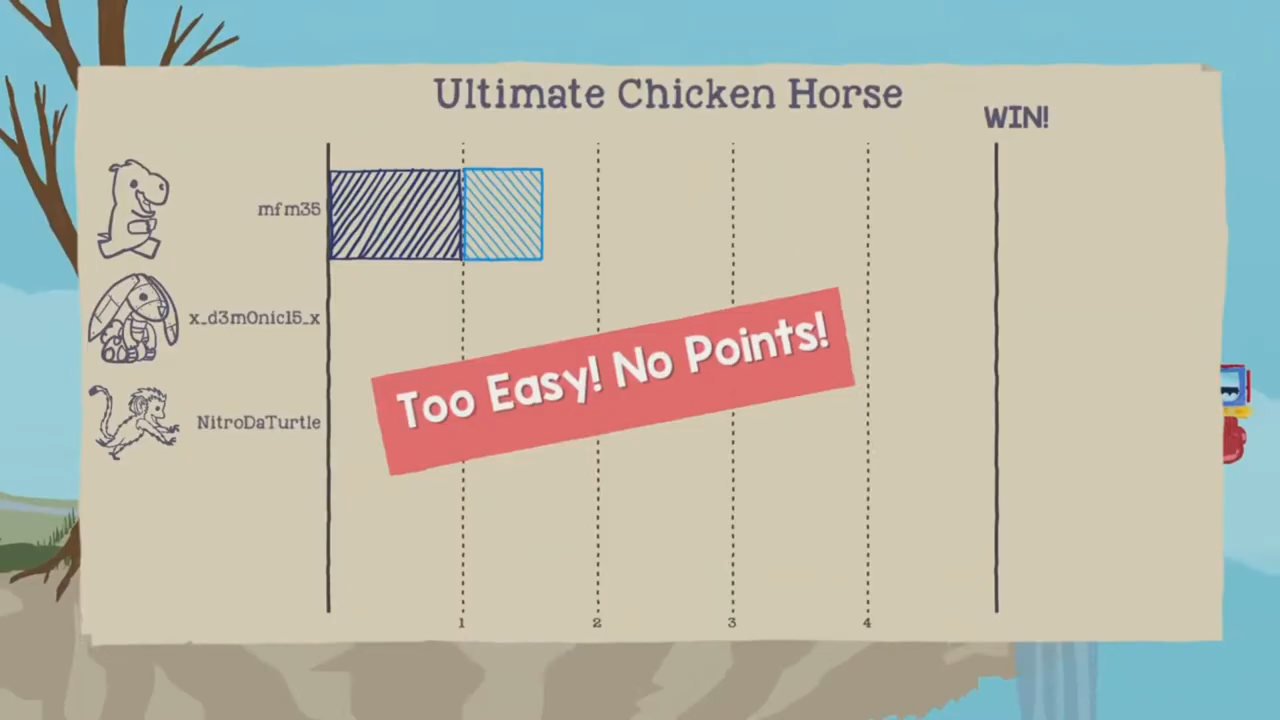 Ultimate Chicken Horse
WIN!
mfm35
x_d3m0nic15_x
NitroDaTurtle
Too Easy! No Points!
1 2 3 4